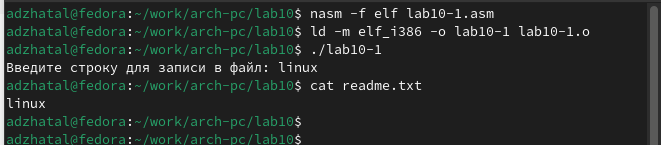 adzhatal@fedora:~/work/arch-pc/lab10$ nasm -f elf lab10-1.asm
adzhatal@fedora:~/work/arch-pc/lab10$ ld -m elf_i386 -o lab10-1 lab10-1.o
adzhatal@fedora:~/work/arch-pc/lab10$ ./lab10-1
Введите строку для записи в файл: linux
adzhatal@fedora:~/work/arch-pc/lab10$ cat readme.txt
linux
adzhatal@fedora:~/work/arch-pc/lab10$
adzhatal@fedora:~/work/arch-pc/lab10$